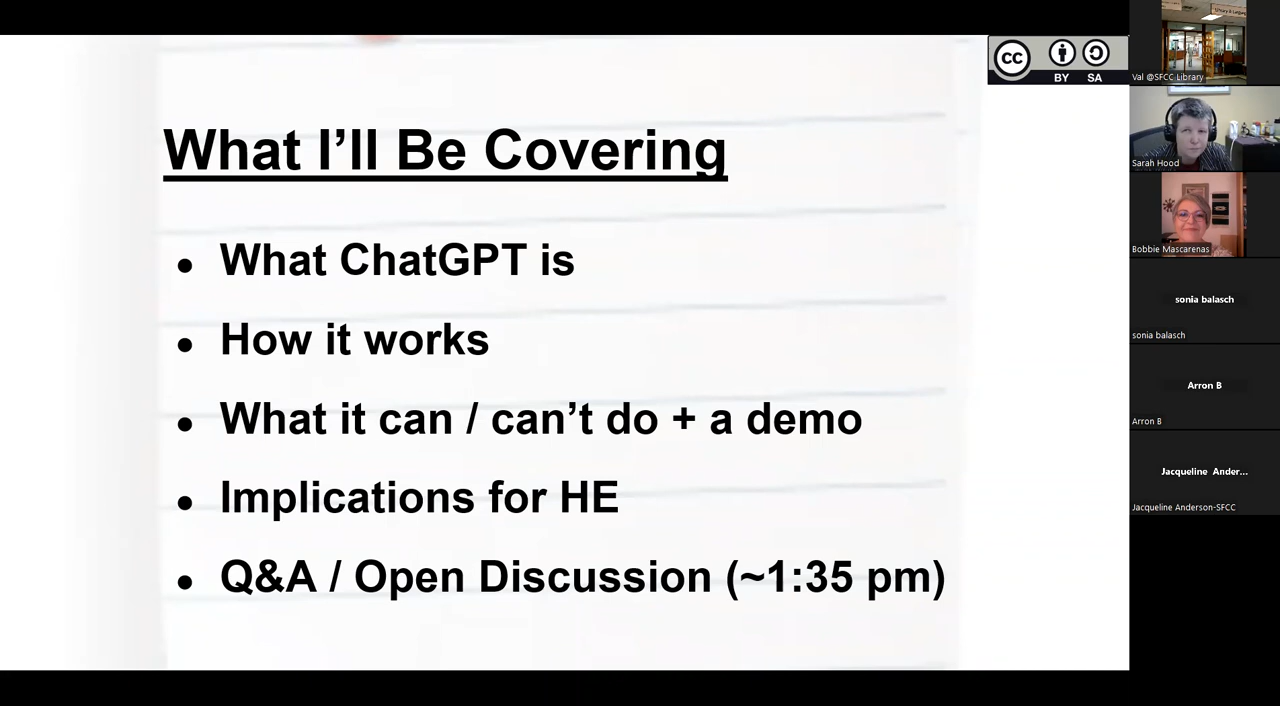 What I’ll Be Covering
● What ChatGPT is
● How it works
● What it can / can’t do + a demo
● Implications for HE
● Q&A / Open Discussion (~1:35 pm)
CC
BY SA
Val @SFCC Library
Sarah Hood
Bobbie Mascarenas
sonia balasch
sonia balasch
Arron B
Arron B
Jacqueline Ander...
Jacqueline Anderson-SFCC